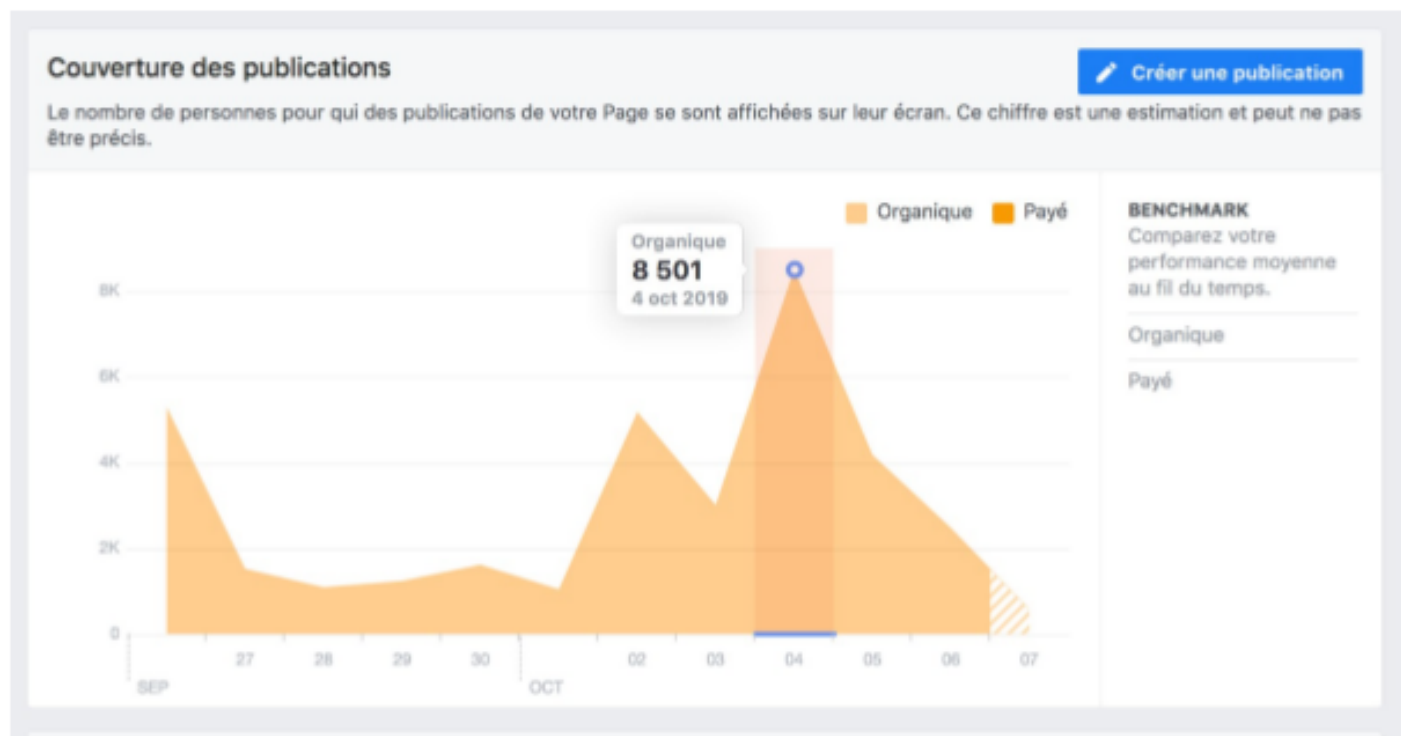 Couverture des publications
Créer une publication
Le nombre de personnes pour qui des publications de votre Page se sont affichées sur leur écran. Ce chiffre est une estimation et peut ne pas
être précis.
Organique
Payé
BENCHMARK
Comparez votre
performance moyenne
au fil du temps.
Organique
Payé
Organique
8 501
4 oct 2019
8K
6K
4K
2K
0
27
28
29
30
02
03
04
05
06
07
SEP
OCT